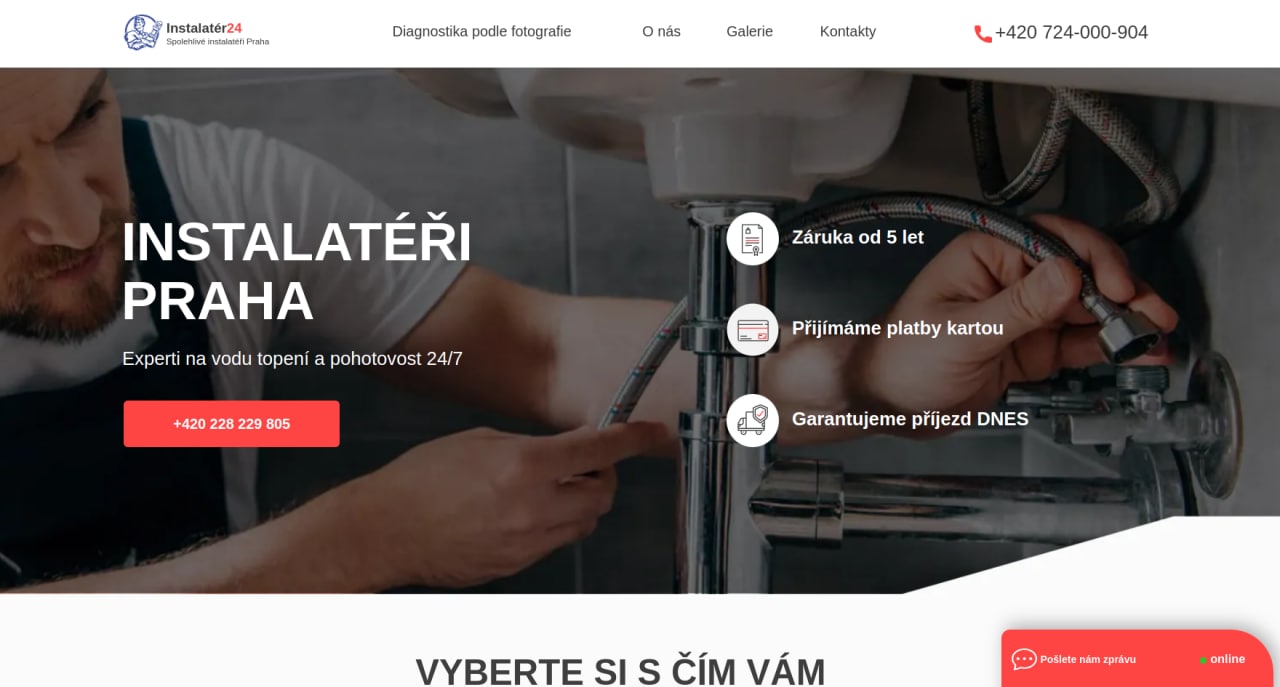 Instalatér24
Spolehlivé instalatéři Praha
Diagnostika podle fotografie
O nás
Galerie
Kontakty
+420 724-000-904
INSTALATÉŘI
PRAHA
Experti na vodu topení a pohotovost 24/7
+420 228 229 805
Záruka od 5 let
Přijímáme platby kartou
Garantujeme příjezd DNES
VYBERTE SI S ČÍM VÁM
Pošlete nám zprávu
online